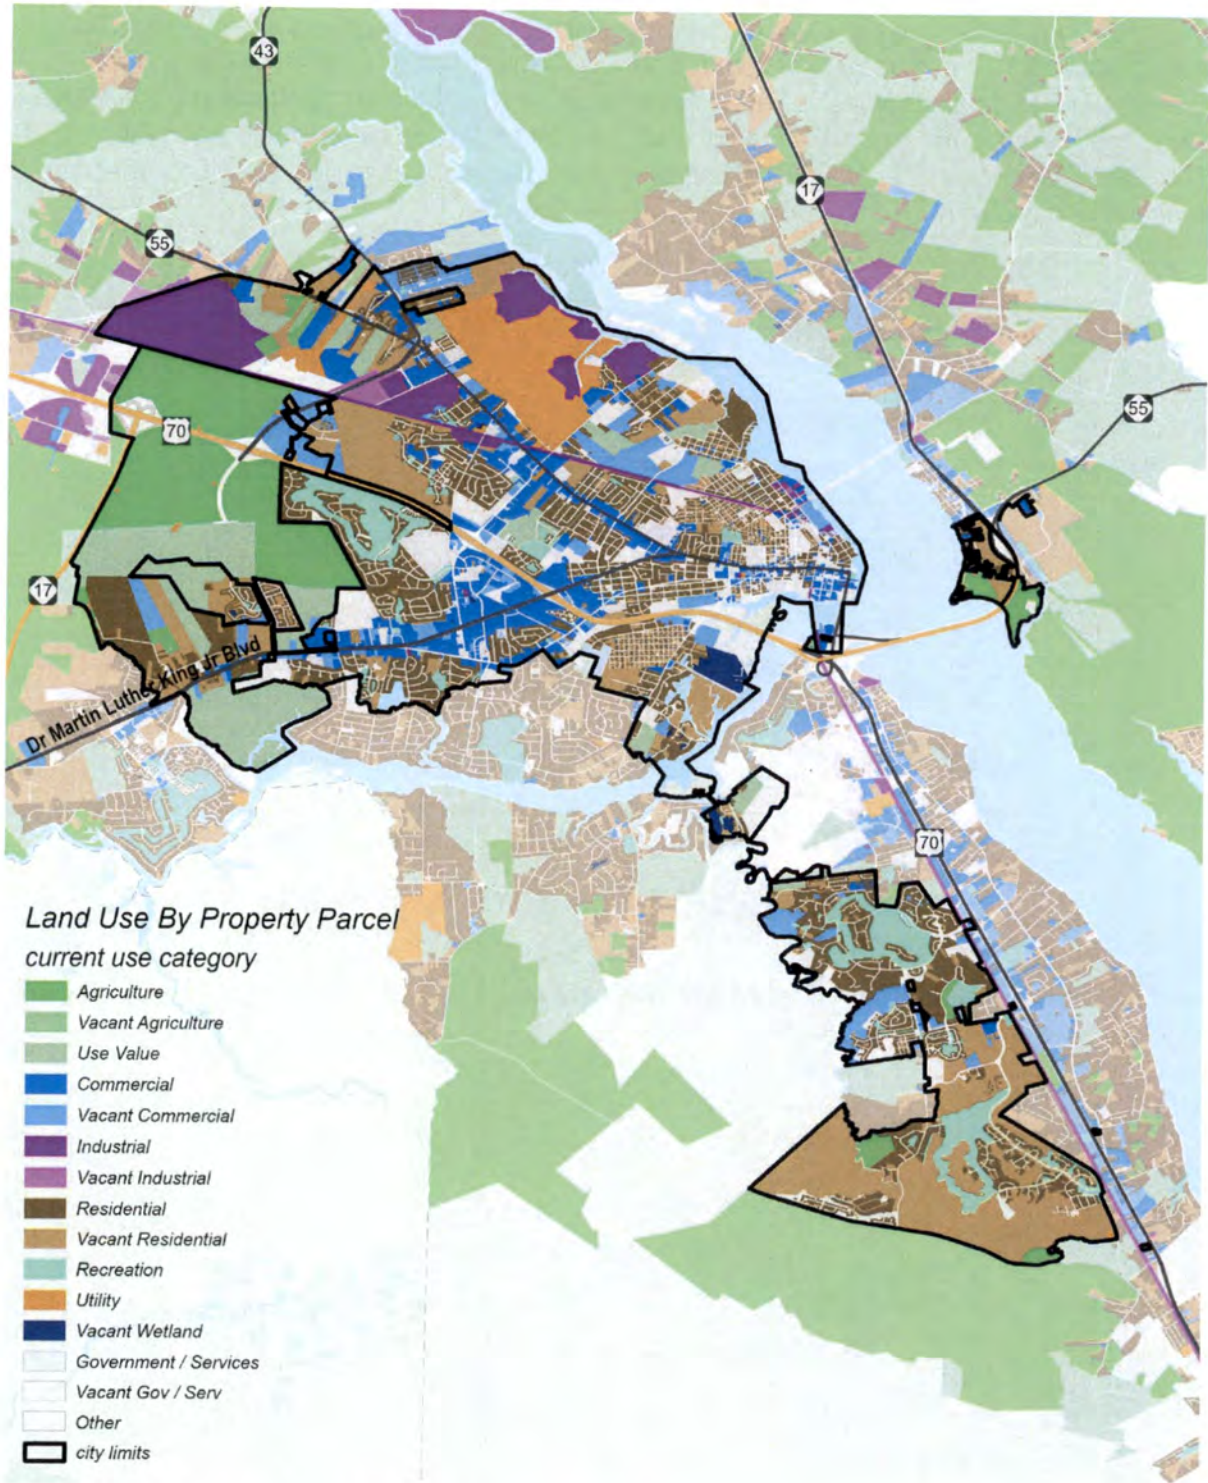 43
17
55
55
70
17
Dr Martin Luther King Jr Blvd
70
Land Use By Property Parcel
current use category
Agriculture
Vacant Agriculture
Use Value
Commercial
Vacant Commercial
Industrial
Vacant Industrial
Residential
Vacant Residential
Recreation
Utility
Vacant Wetland
Government / Services
Vacant Gov / Serv
Other
city limits